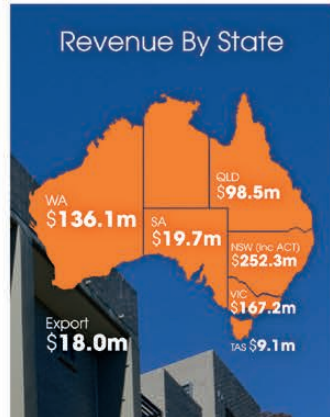 Revenue By State
QLD
$98.5m
WA
$136.1m
SA
$19.7m
NSW (inc ACT)
$252.3m
VIC
$167.2m
Export
$18.0m
TAS $9.1m